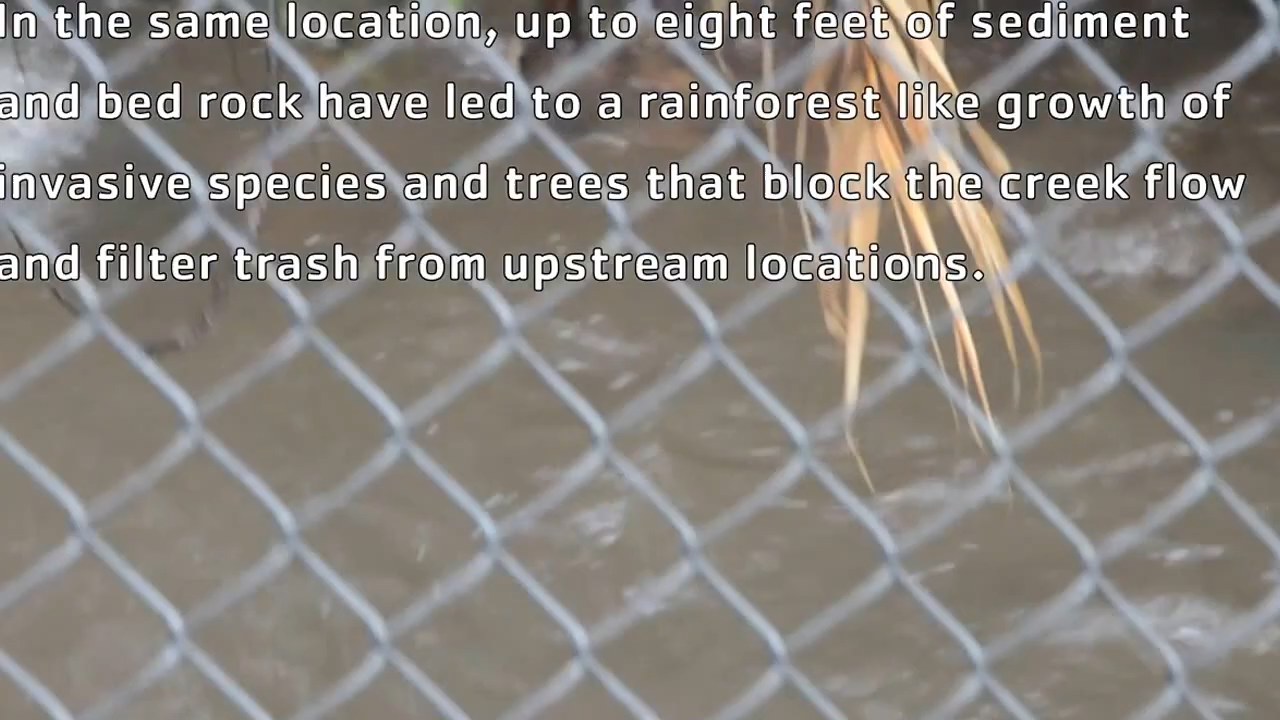 In the same location, up to eight feet of sediment
and bed rock have led to a rainforest like growth of
invasive species and trees that block the creek flow
and filter trash from upstream locations.